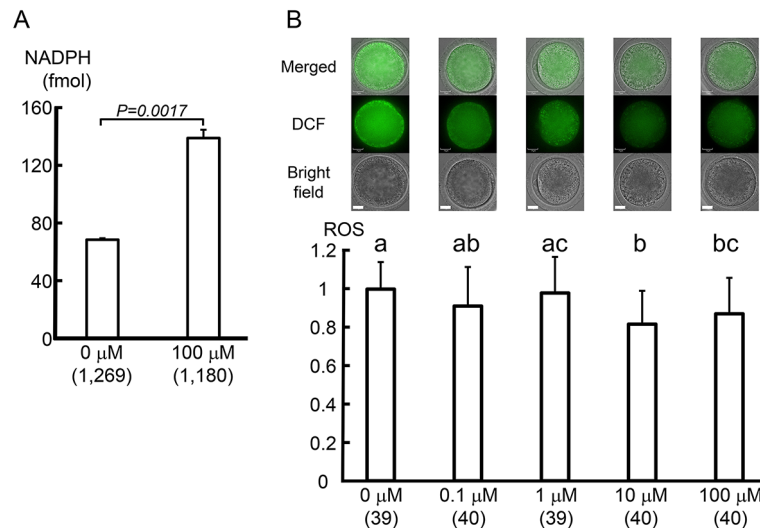 A
NADPH
(fmol)
160
120
80
40
0
P=0.0017
0 μM
100 μM
(1,269)
(1,180)
B
Merged
DCF
Bright
field
ROS
a
ab
ac
b
bc
1.2
1
0.8
0.6
0.4
0.2
0
0 μM
0.1 μM
1 μM
10 μM
100 μM
(39)
(40)
(39)
(40)
(40)